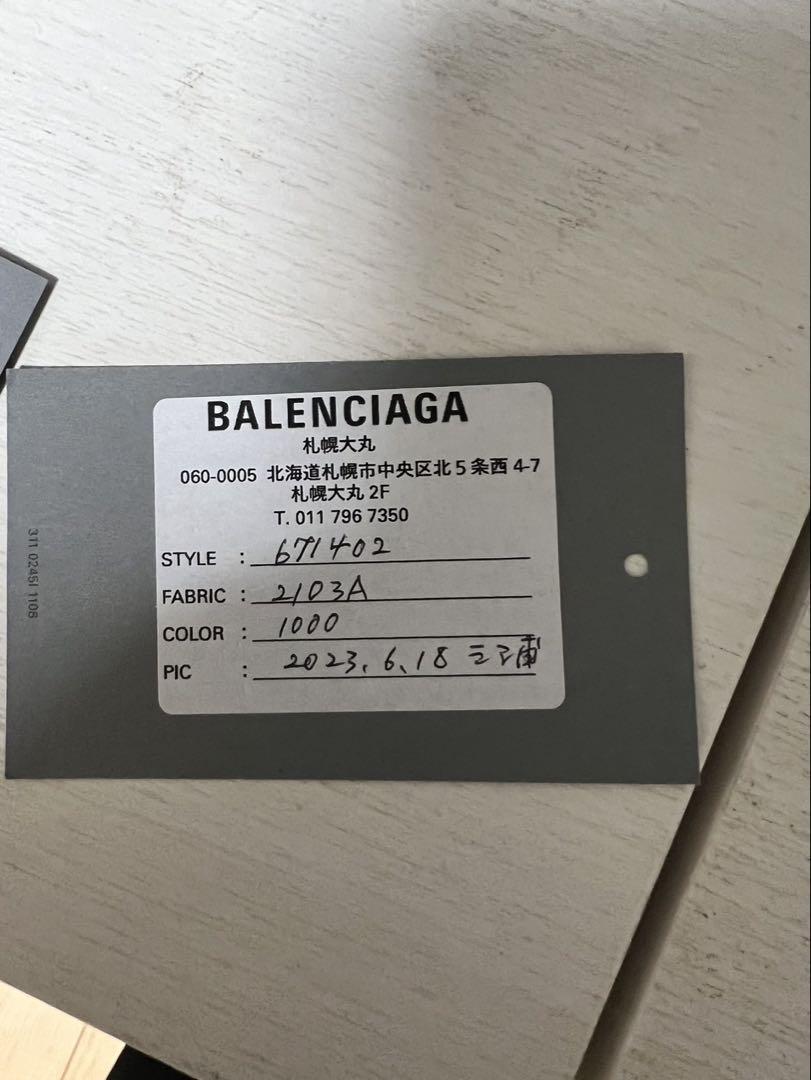 BALENCIAGA
札幌大丸
060-0005 北海道札幌市中央区北5条西4-7
札幌大丸 2F
T. 011 796 7350
STYLE : 671402
FABRIC : 2103A
COLOR : 1000
PIC : 2023.6.18 三浦
311 0245I 1108